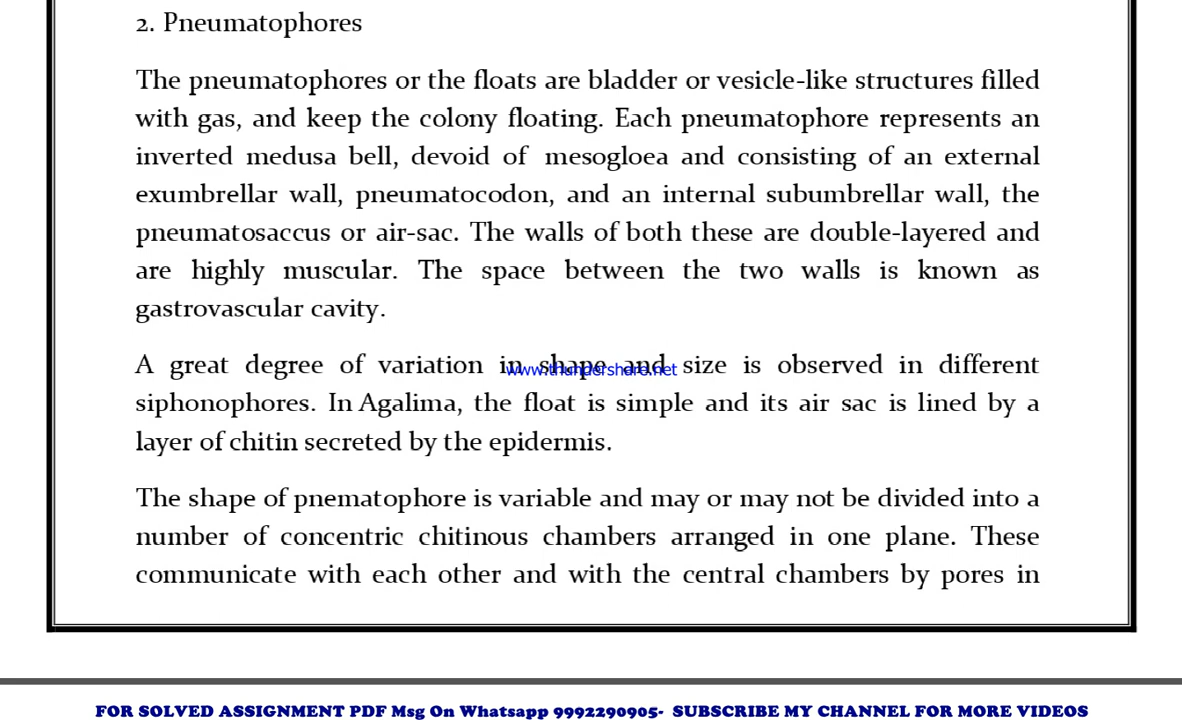 2. Pneumatophores
The pneumatophores or the floats are bladder or vesicle-like structures filled
with gas, and keep the colony floating. Each pneumatophore represents an
inverted medusa bell, devoid of mesogloea and consisting of an external
exumbrellar wall, pneumatocodon, and an internal subumbrellar wall, the
pneumatosaccus or air-sac. The walls of both these are double-layered and
are highly muscular. The space between the two walls is known as
gastrovascular cavity.
A great degree of variation in shape and size is observed in different
www.thundershare.net
siphonophores. In Agalima, the float is simple and its air sac is lined by a
layer of chitin secreted by the epidermis.
The shape of pnematophore is variable and may or may not be divided into a
number of concentric chitinous chambers arranged in one plane. These
communicate with each other and with the central chambers by pores in
FOR SOLVED ASSIGNMENT PDF Msg On Whatsapp 9992290905- SUBSCRIBE MY CHANNEL FOR MORE VIDEOS